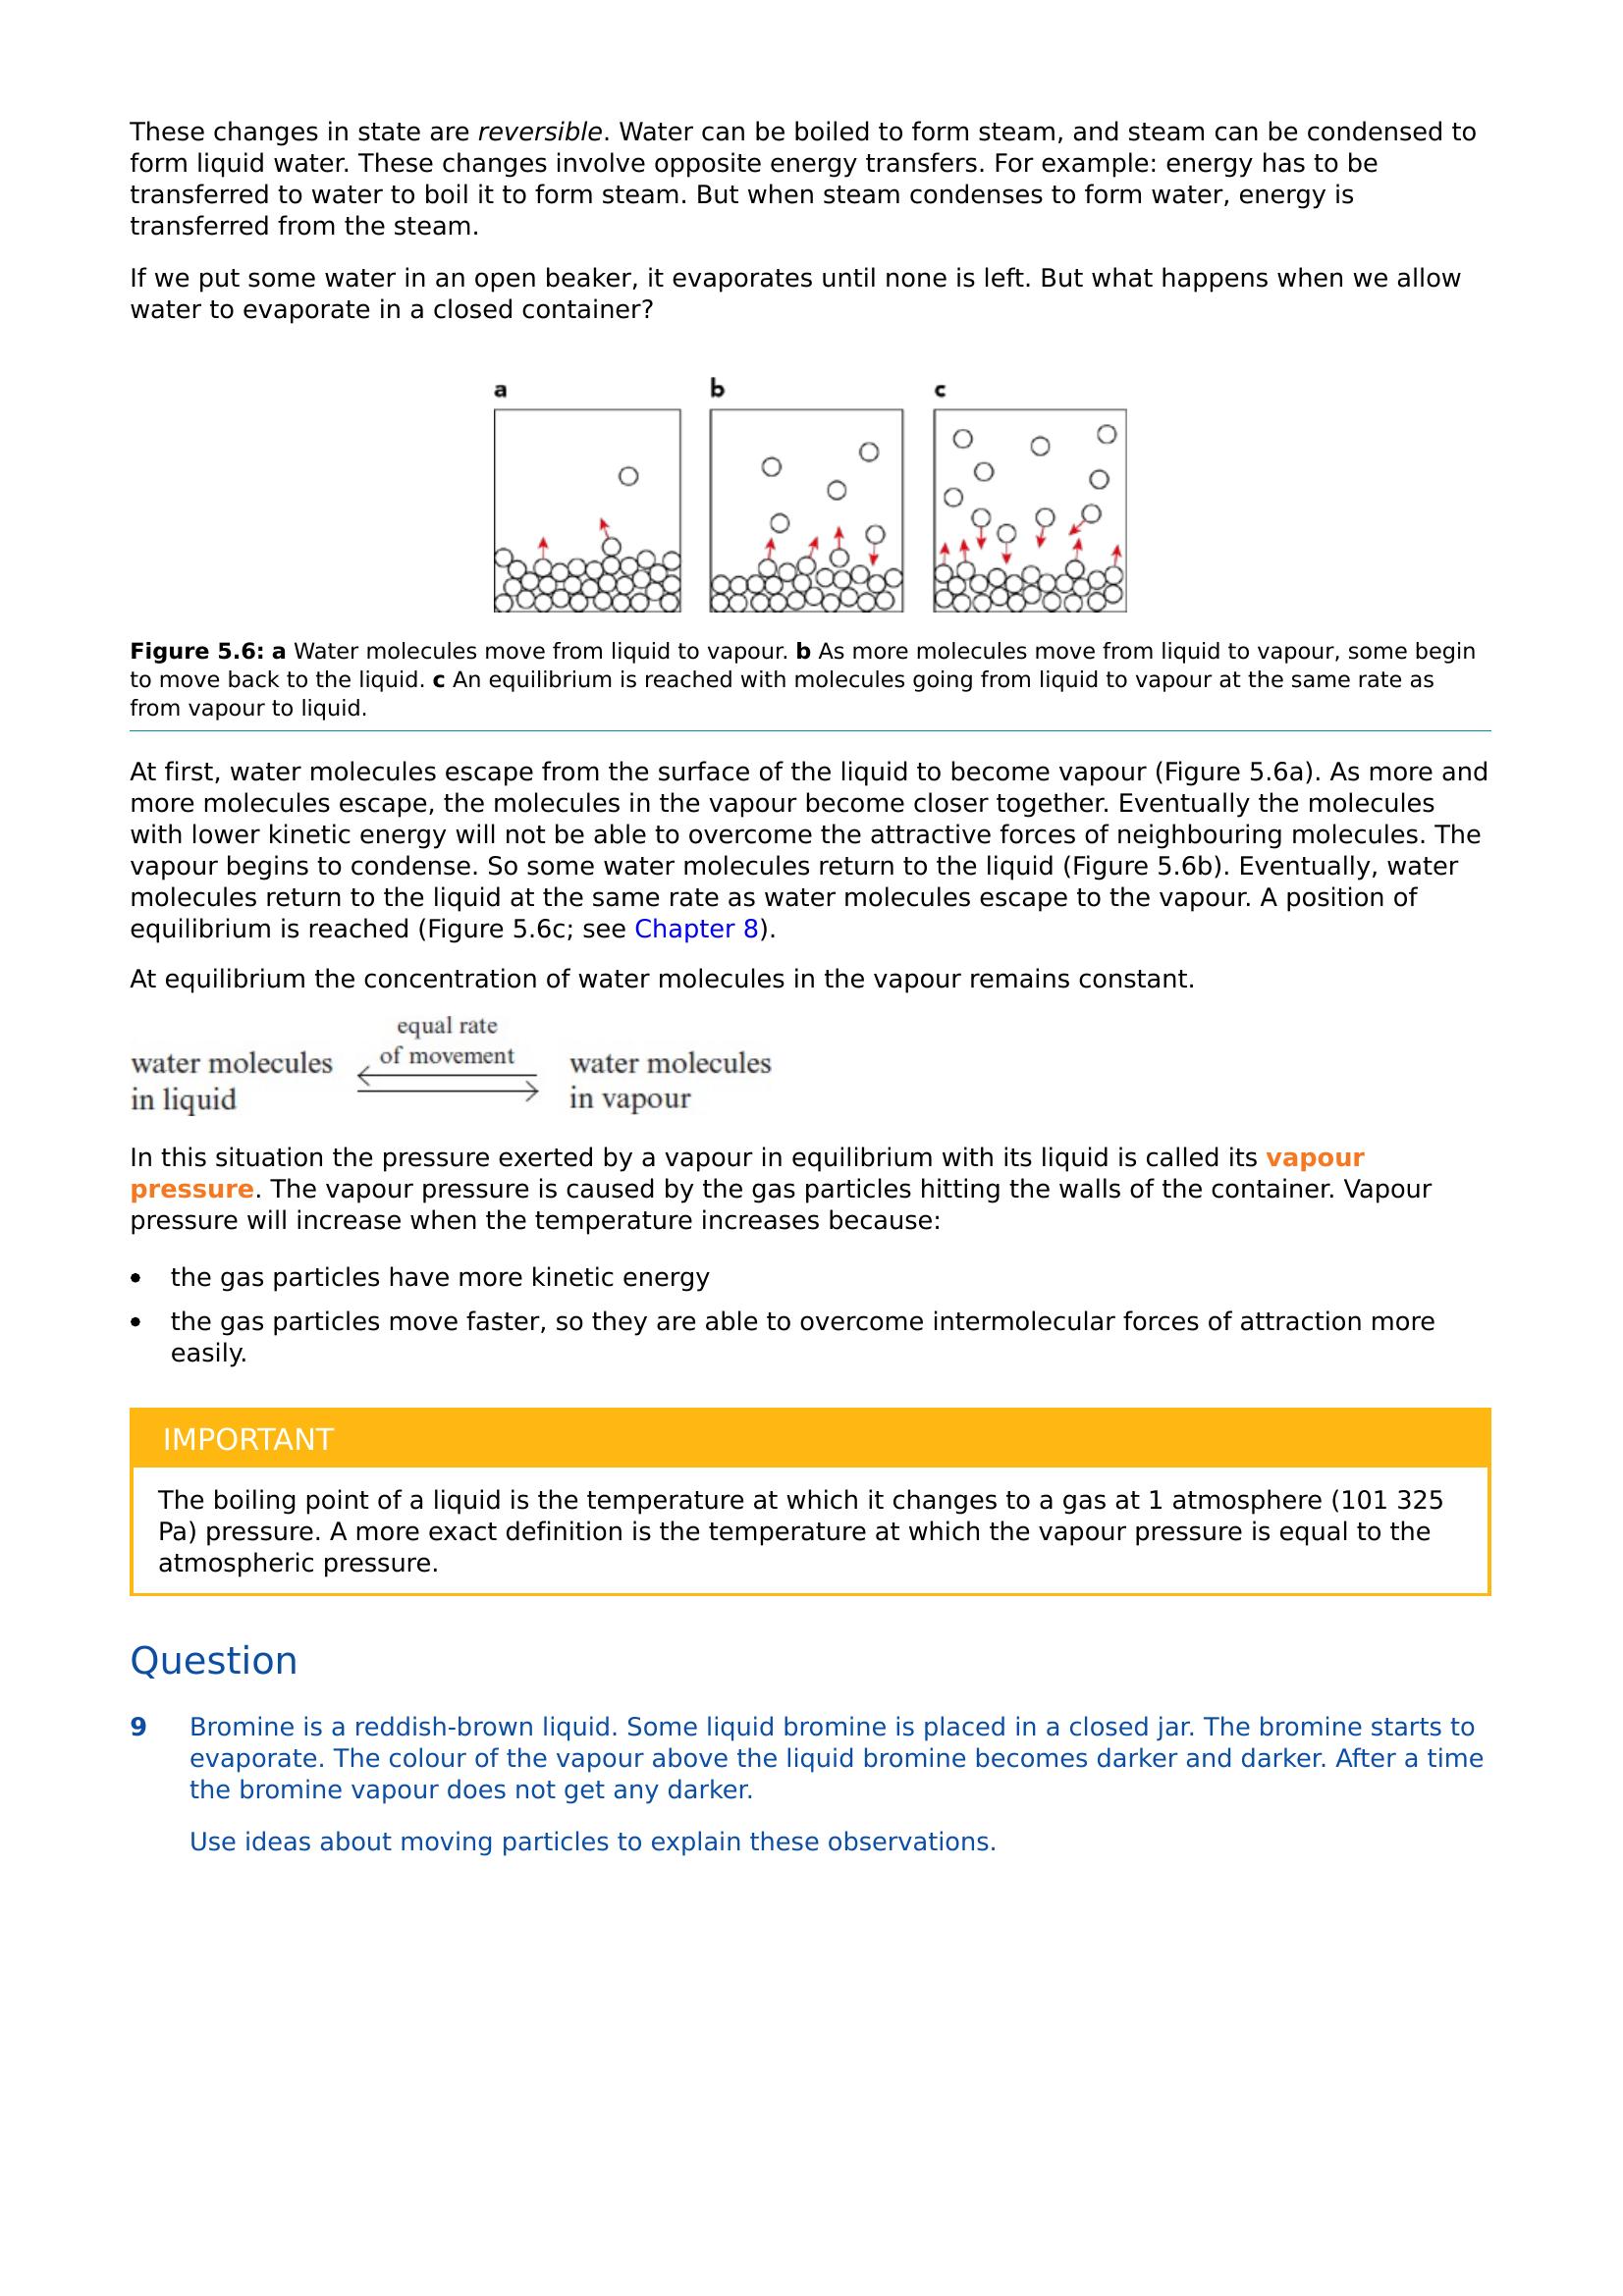 These changes in state are reversible. Water can be boiled to form steam, and steam can be condensed to
form liquid water. These changes involve opposite energy transfers. For example: energy has to be
transferred to water to boil it to form steam. But when steam condenses to form water, energy is
transferred from the steam.
If we put some water in an open beaker, it evaporates until none is left. But what happens when we allow
water to evaporate in a closed container?
a b c
Figure 5.6: a Water molecules move from liquid to vapour. b As more molecules move from liquid to vapour, some begin
to move back to the liquid. c An equilibrium is reached with molecules going from liquid to vapour at the same rate as
from vapour to liquid.
At first, water molecules escape from the surface of the liquid to become vapour (Figure 5.6a). As more and
more molecules escape, the molecules in the vapour become closer together. Eventually the molecules
with lower kinetic energy will not be able to overcome the attractive forces of neighbouring molecules. The
vapour begins to condense. So some water molecules return to the liquid (Figure 5.6b). Eventually, water
molecules return to the liquid at the same rate as water molecules escape to the vapour. A position of
equilibrium is reached (Figure 5.6c; see Chapter 8).
At equilibrium the concentration of water molecules in the vapour remains constant.
water molecules
in liquid
equal rate
of movement
water molecules
in vapour
In this situation the pressure exerted by a vapour in equilibrium with its liquid is called its vapour
pressure. The vapour pressure is caused by the gas particles hitting the walls of the container. Vapour
pressure will increase when the temperature increases because:
• the gas particles have more kinetic energy
• the gas particles move faster, so they are able to overcome intermolecular forces of attraction more
easily.
IMPORTANT
The boiling point of a liquid is the temperature at which it changes to a gas at 1 atmosphere (101 325
Pa) pressure. A more exact definition is the temperature at which the vapour pressure is equal to the
atmospheric pressure.
Question
9 Bromine is a reddish-brown liquid. Some liquid bromine is placed in a closed jar. The bromine starts to
evaporate. The colour of the vapour above the liquid bromine becomes darker and darker. After a time
the bromine vapour does not get any darker.
Use ideas about moving particles to explain these observations.